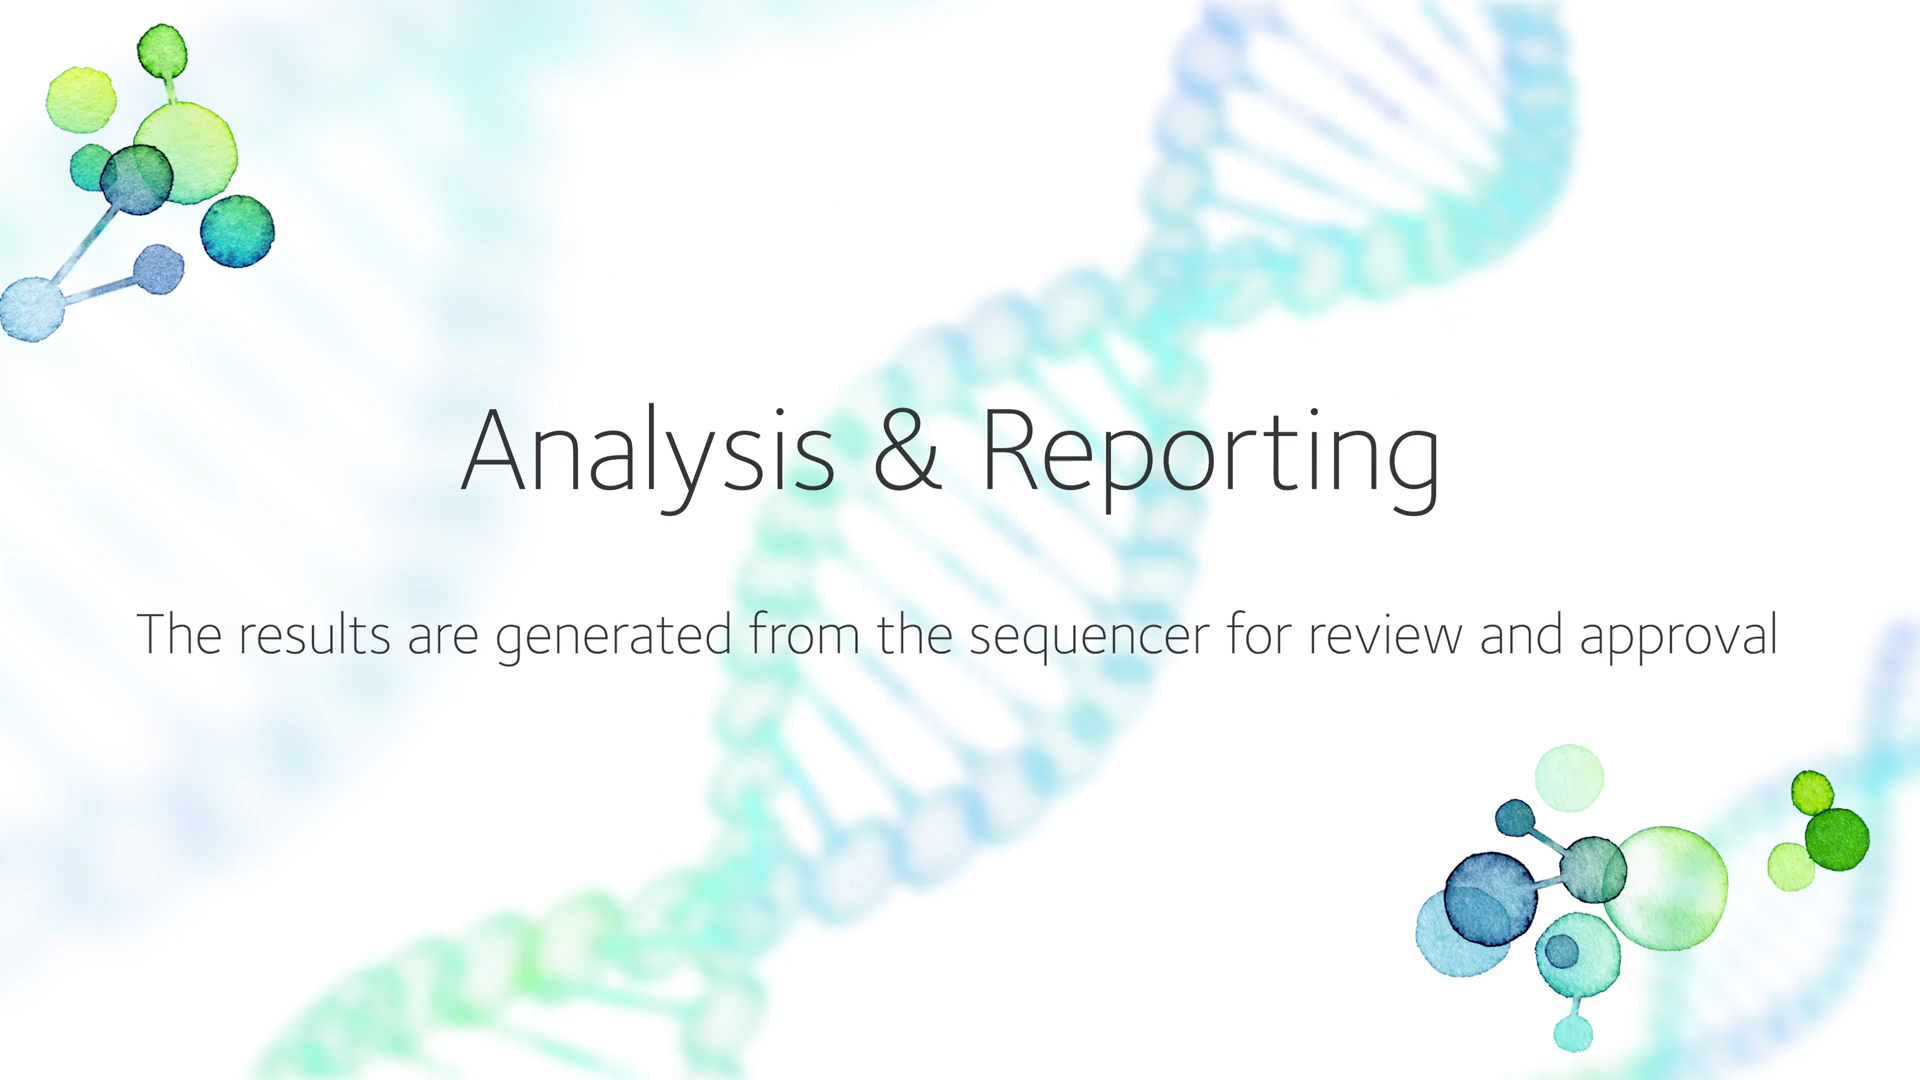 Analysis & Reporting
The results are generated from the sequencer for review and approval